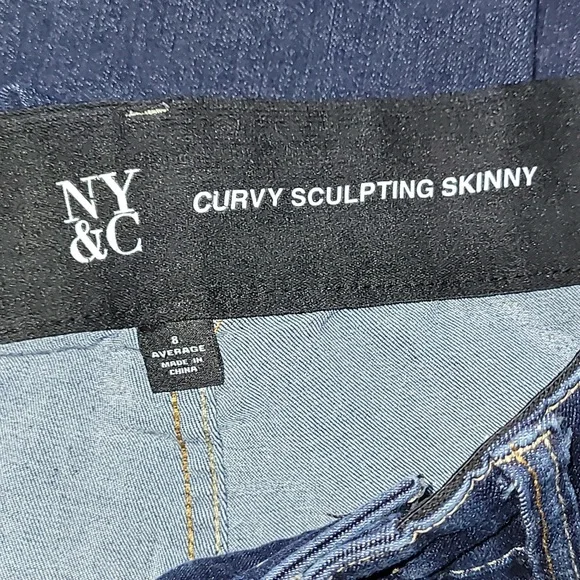 NY
&C
CURVY SCULPTING SKINNY
8
AVERAGE
MADE IN
CHINA